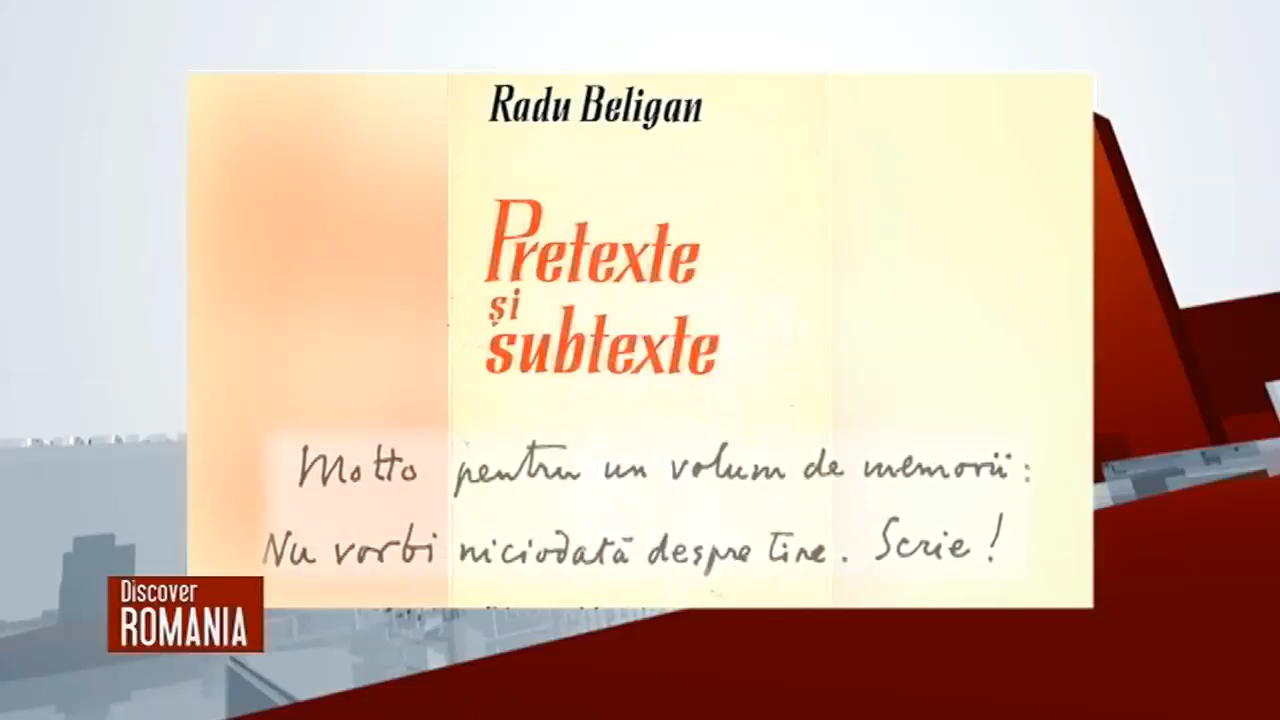 Radu Beligan
Pretexte
și
subtexte
Motto pentru un volum de memorii:
Nu vorbi niciodată despre tine. Scrie!
Discover
ROMANIA